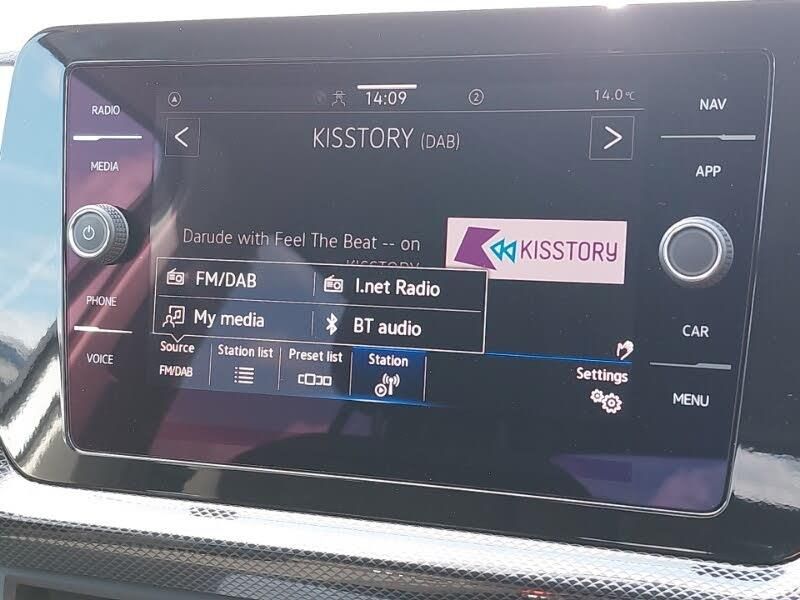 RADIO
MEDIA
PHONE
VOICE
14:09
2
14.0°C
KISSTORY (DAB)
Darude with Feel The Beat -- on
KISSTORY
KISSTORY
FM/DAB
I.net Radio
My media
BT audio
Source
FM/DAB
Station list
Preset list
Station
Settings
NAV
APP
CAR
MENU